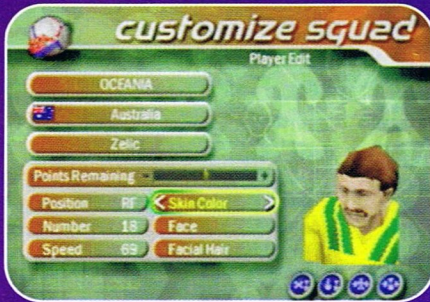 customize squad
Player Edit
OCEANIA
Australia
Zelic
Points Remaining - +
Position RF < Skin Color >
Number 18 Face
Speed 69 Facial Hair